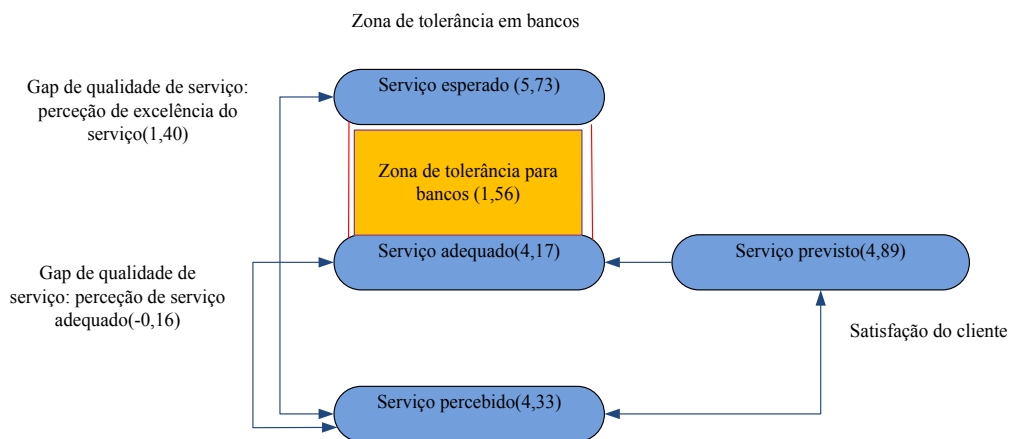 Zona de tolerância em bancos
Gap de qualidade de serviço:
perceção de excelência do
serviço(1,40)
Serviço esperado (5,73)
Zona de tolerância para
bancos (1,56)
Serviço adequado(4,17)
Serviço previsto(4,89)
Gap de qualidade de
serviço: perceção de serviço
adequado(-0,16)
Satisfação do cliente
Serviço percebido(4,33)